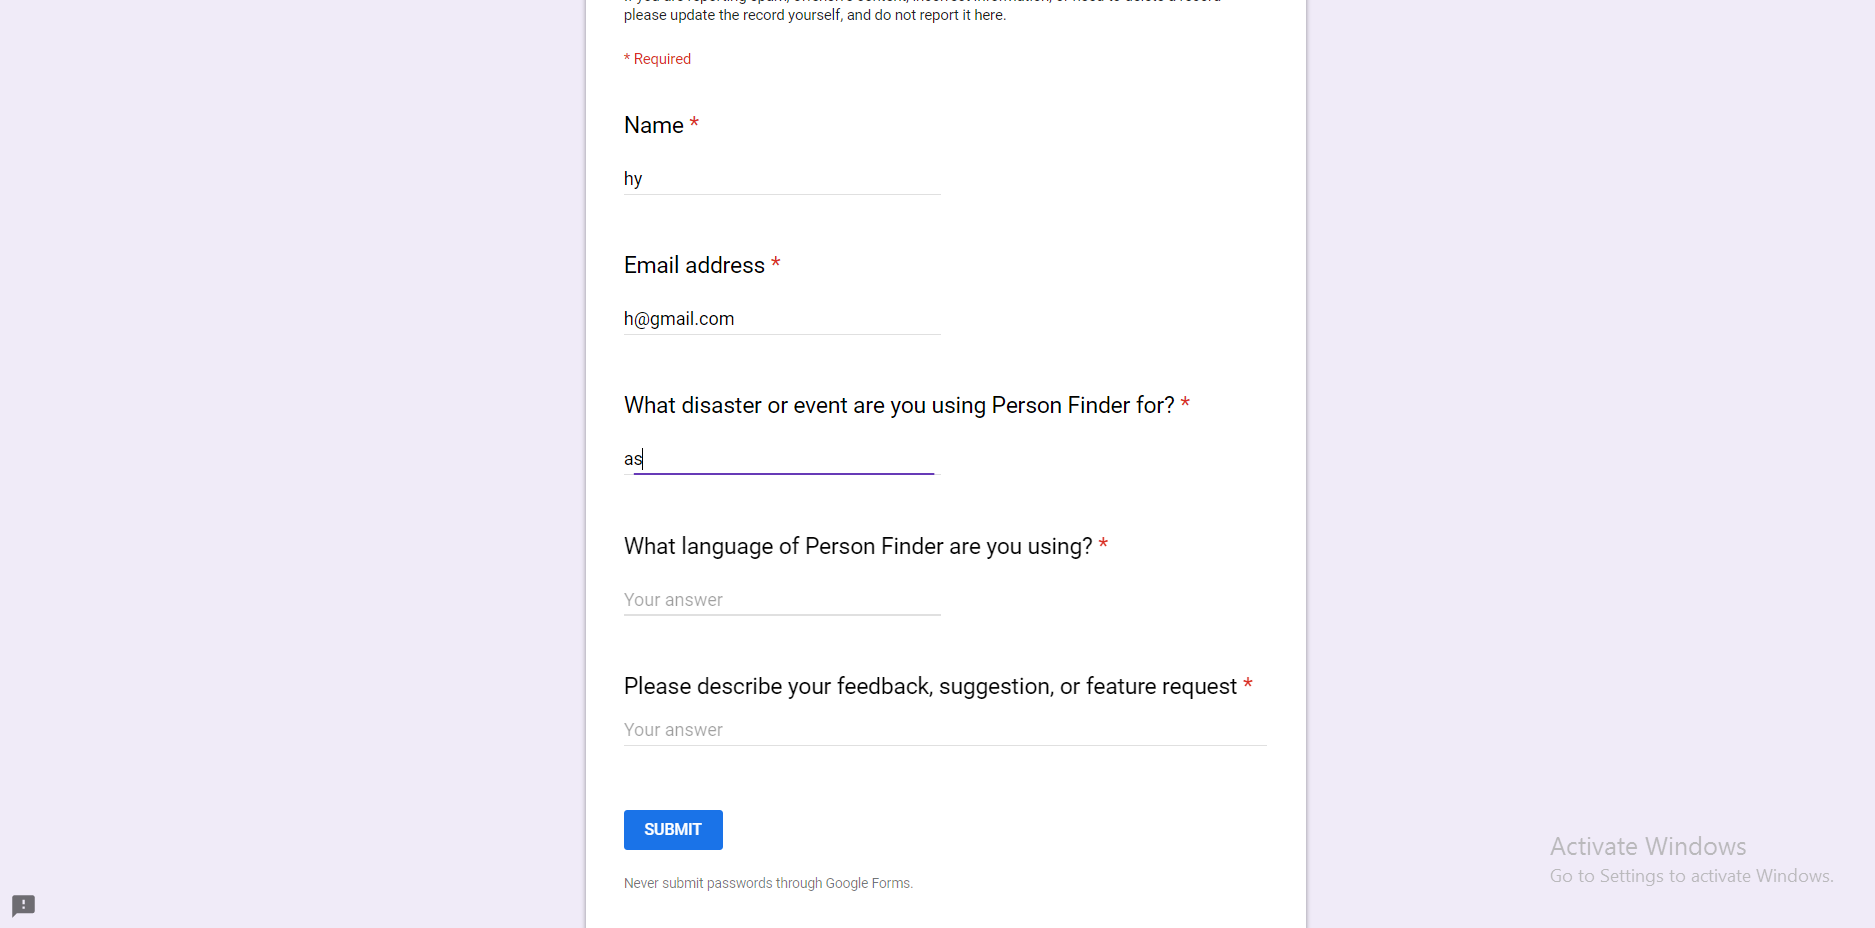 please update the record yourself, and do not report it here.
* Required
Name *
hy
Email address *
h@gmail.com
What disaster or event are you using Person Finder for? *
as
What language of Person Finder are you using? *
Your answer
Please describe your feedback, suggestion, or feature request *
Your answer
SUBMIT
Never submit passwords through Google Forms.
Activate Windows
Go to Settings to activate Windows.